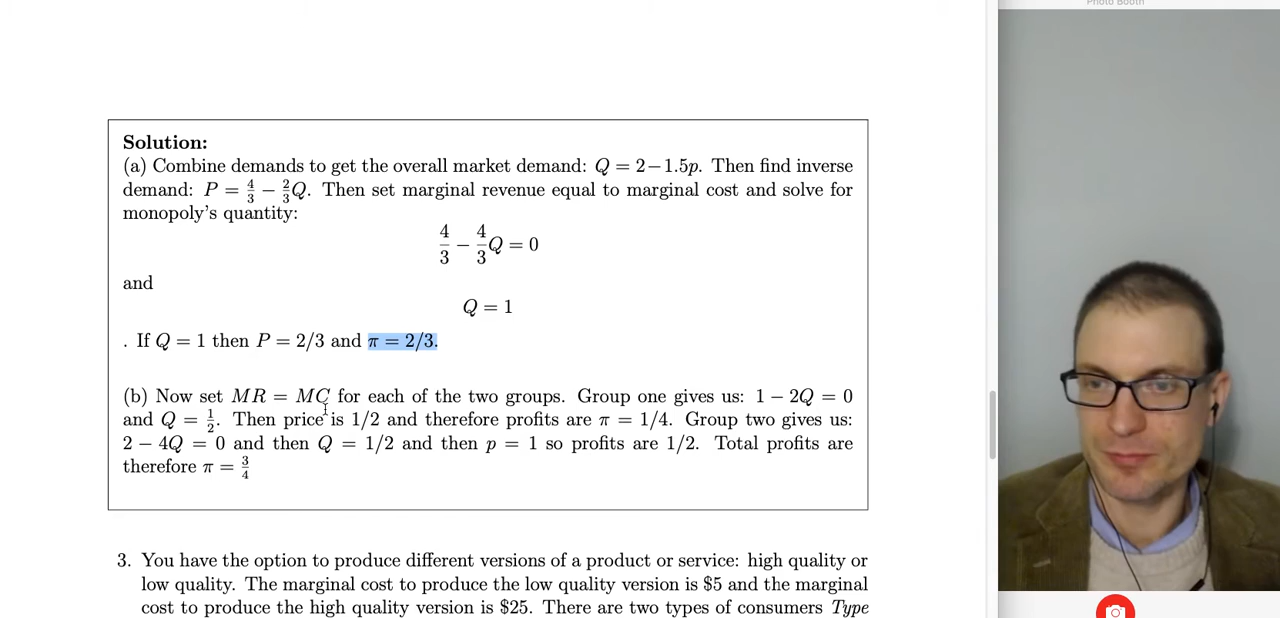 Photo Booth
Solution:
(a) Combine demands to get the overall market demand: Q = 2−1.5p. Then find inverse
demand: P = 4/3 − 2/3Q. Then set marginal revenue equal to marginal cost and solve for
monopoly's quantity:
4/3 − 4/3Q = 0
and
Q = 1
. If Q = 1 then P = 2/3 and π = 2/3.
(b) Now set MR = MC for each of the two groups. Group one gives us: 1 − 2Q = 0
and Q = 1/2. Then price is 1/2 and therefore profits are π = 1/4. Group two gives us:
2 − 4Q = 0 and then Q = 1/2 and then p = 1 so profits are 1/2. Total profits are
therefore π = 3/4
3. You have the option to produce different versions of a product or service: high quality or
low quality. The marginal cost to produce the low quality version is $5 and the marginal
cost to produce the high quality version is $25. There are two types of consumers Type